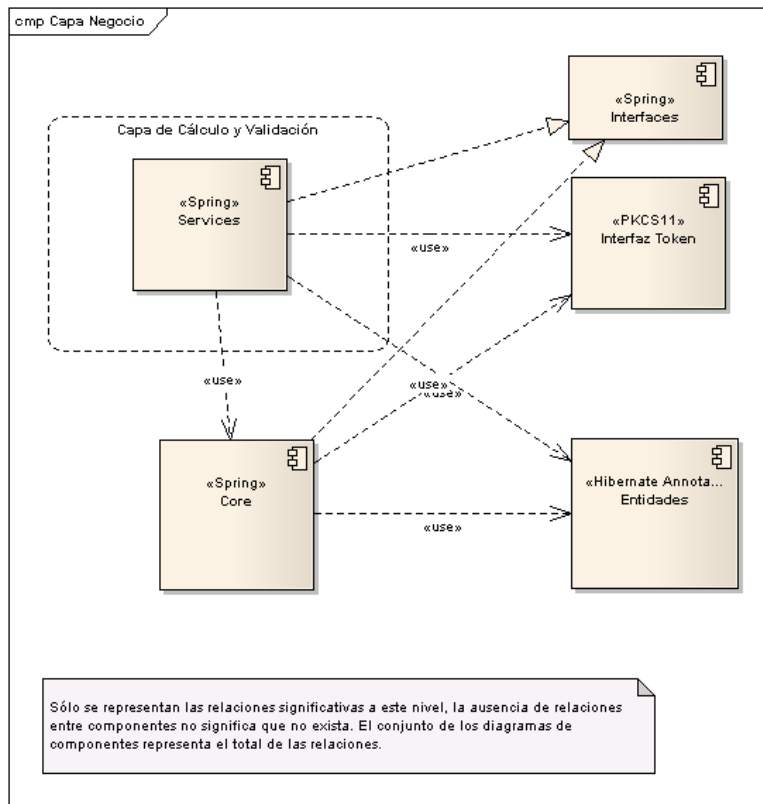 cmp Capa Negocio
«Spring»
Interfaces
Capa de Cálculo y Validación
«Spring»
Services
«PKCS11»
Interfaz Token
«use»
«use»
«use»
«use»
«Spring»
Core
«Hibernate Annota...
Entidades
«use»
Sólo se representan las relaciones significativas a este nivel, la ausencia de relaciones
entre componentes no significa que no exista. El conjunto de los diagramas de
componentes representa el total de las relaciones.